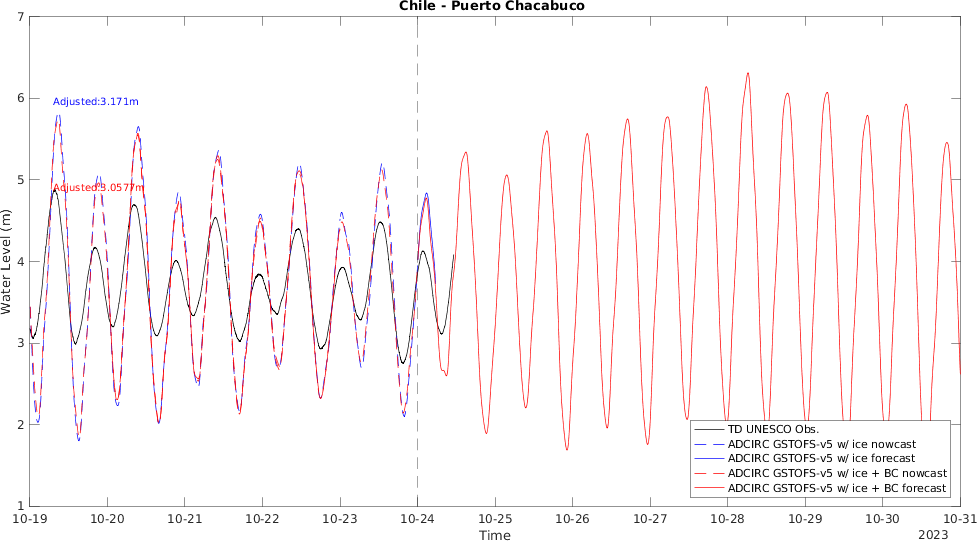 Chile - Puerto Chacabuco
7
6
5
4
3
2
1
Water Level (m)
Adjusted:3.171m
Adjusted:3.0577m
TD UNESCO Obs.
ADCIRC GSTOFS-v5 w/ ice nowcast
ADCIRC GSTOFS-v5 w/ ice forecast
ADCIRC GSTOFS-v5 w/ ice + BC nowcast
ADCIRC GSTOFS-v5 w/ ice + BC forecast
10-19 10-20 10-21 10-22 10-23 10-24 10-25 10-26 10-27 10-28 10-29 10-30 10-31
Time
2023